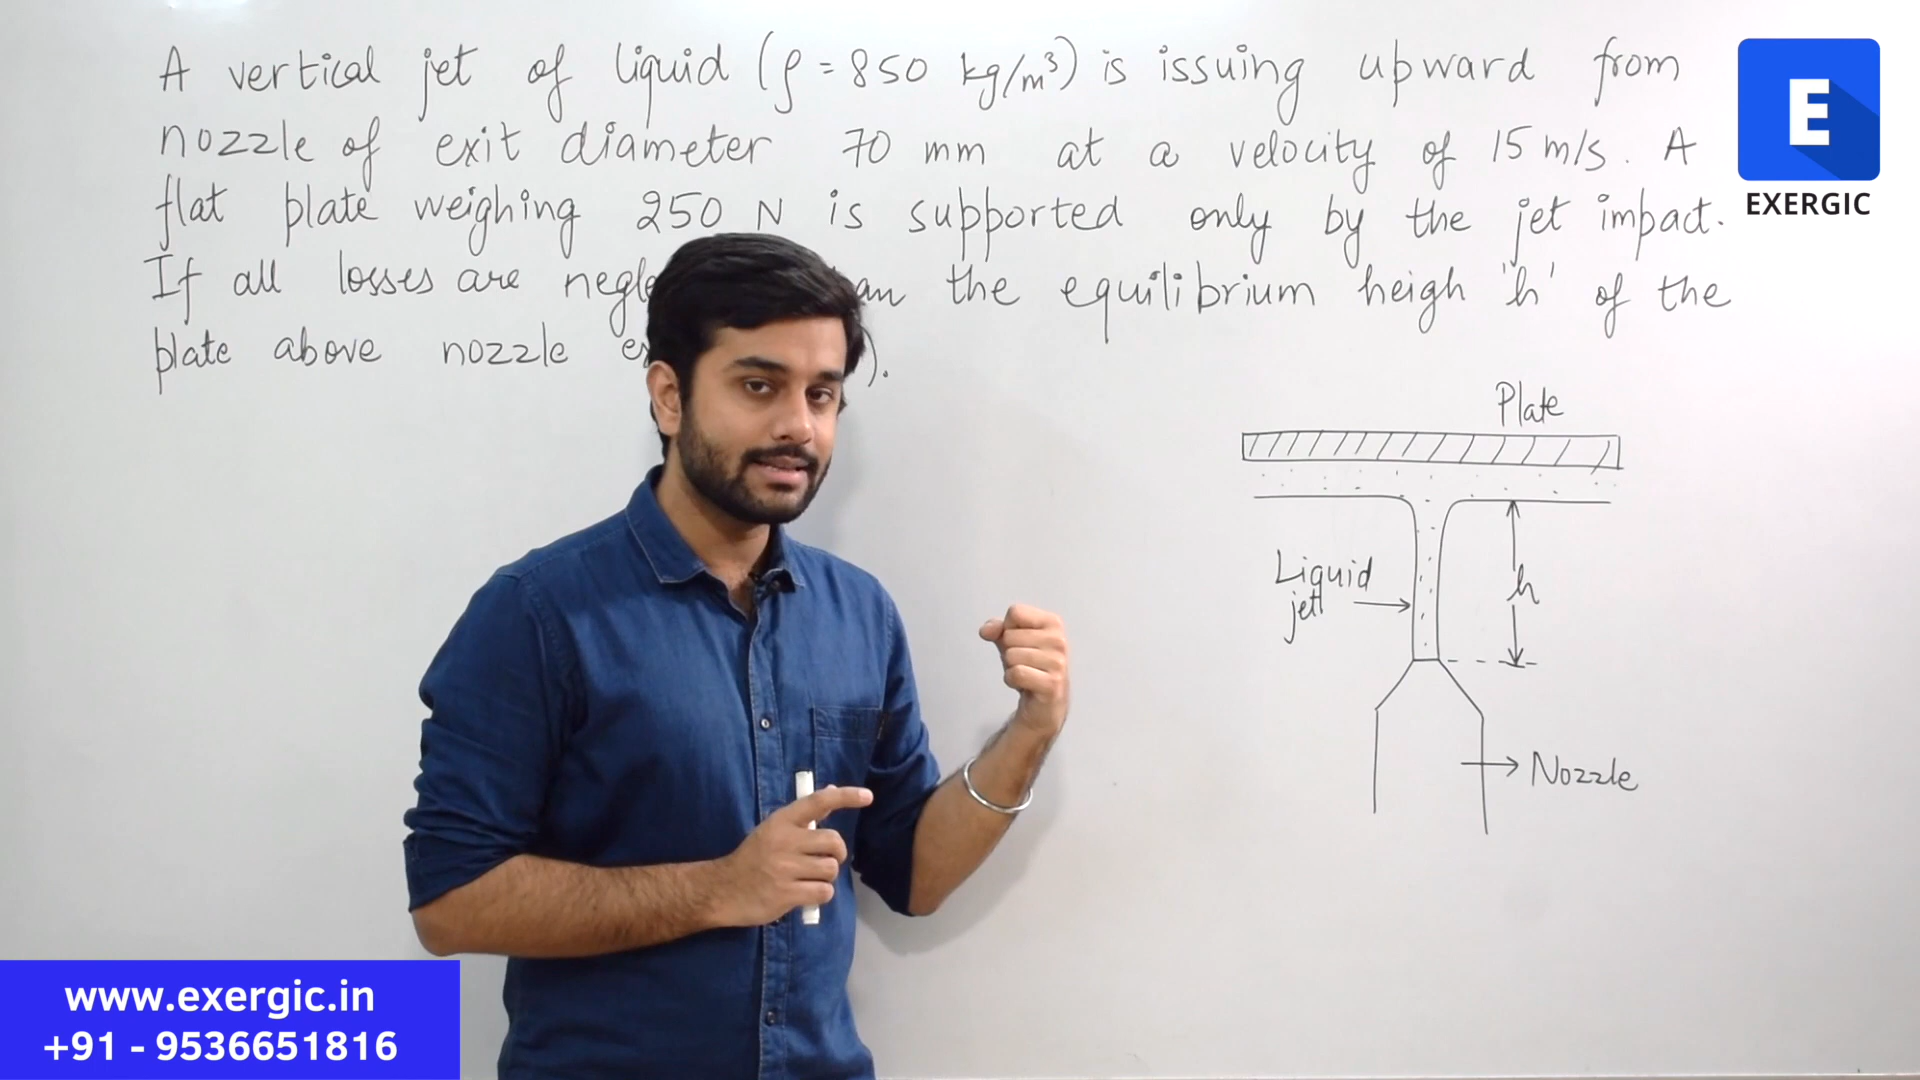 A vertical jet of liquid (ρ = 850 kg/m³) is issuing upward from
nozzle of exit diameter 70 mm at a velocity of 15 m/s. A
flat plate weighing 250 N is supported only by the jet impact.
If all losses are the equilibrium heigh 'h' of the
plate above nozzle ).
E
EXERGIC
Plate
Liquid
jet
h
Nozzle
www.exergic.in
+91 - 9536651816